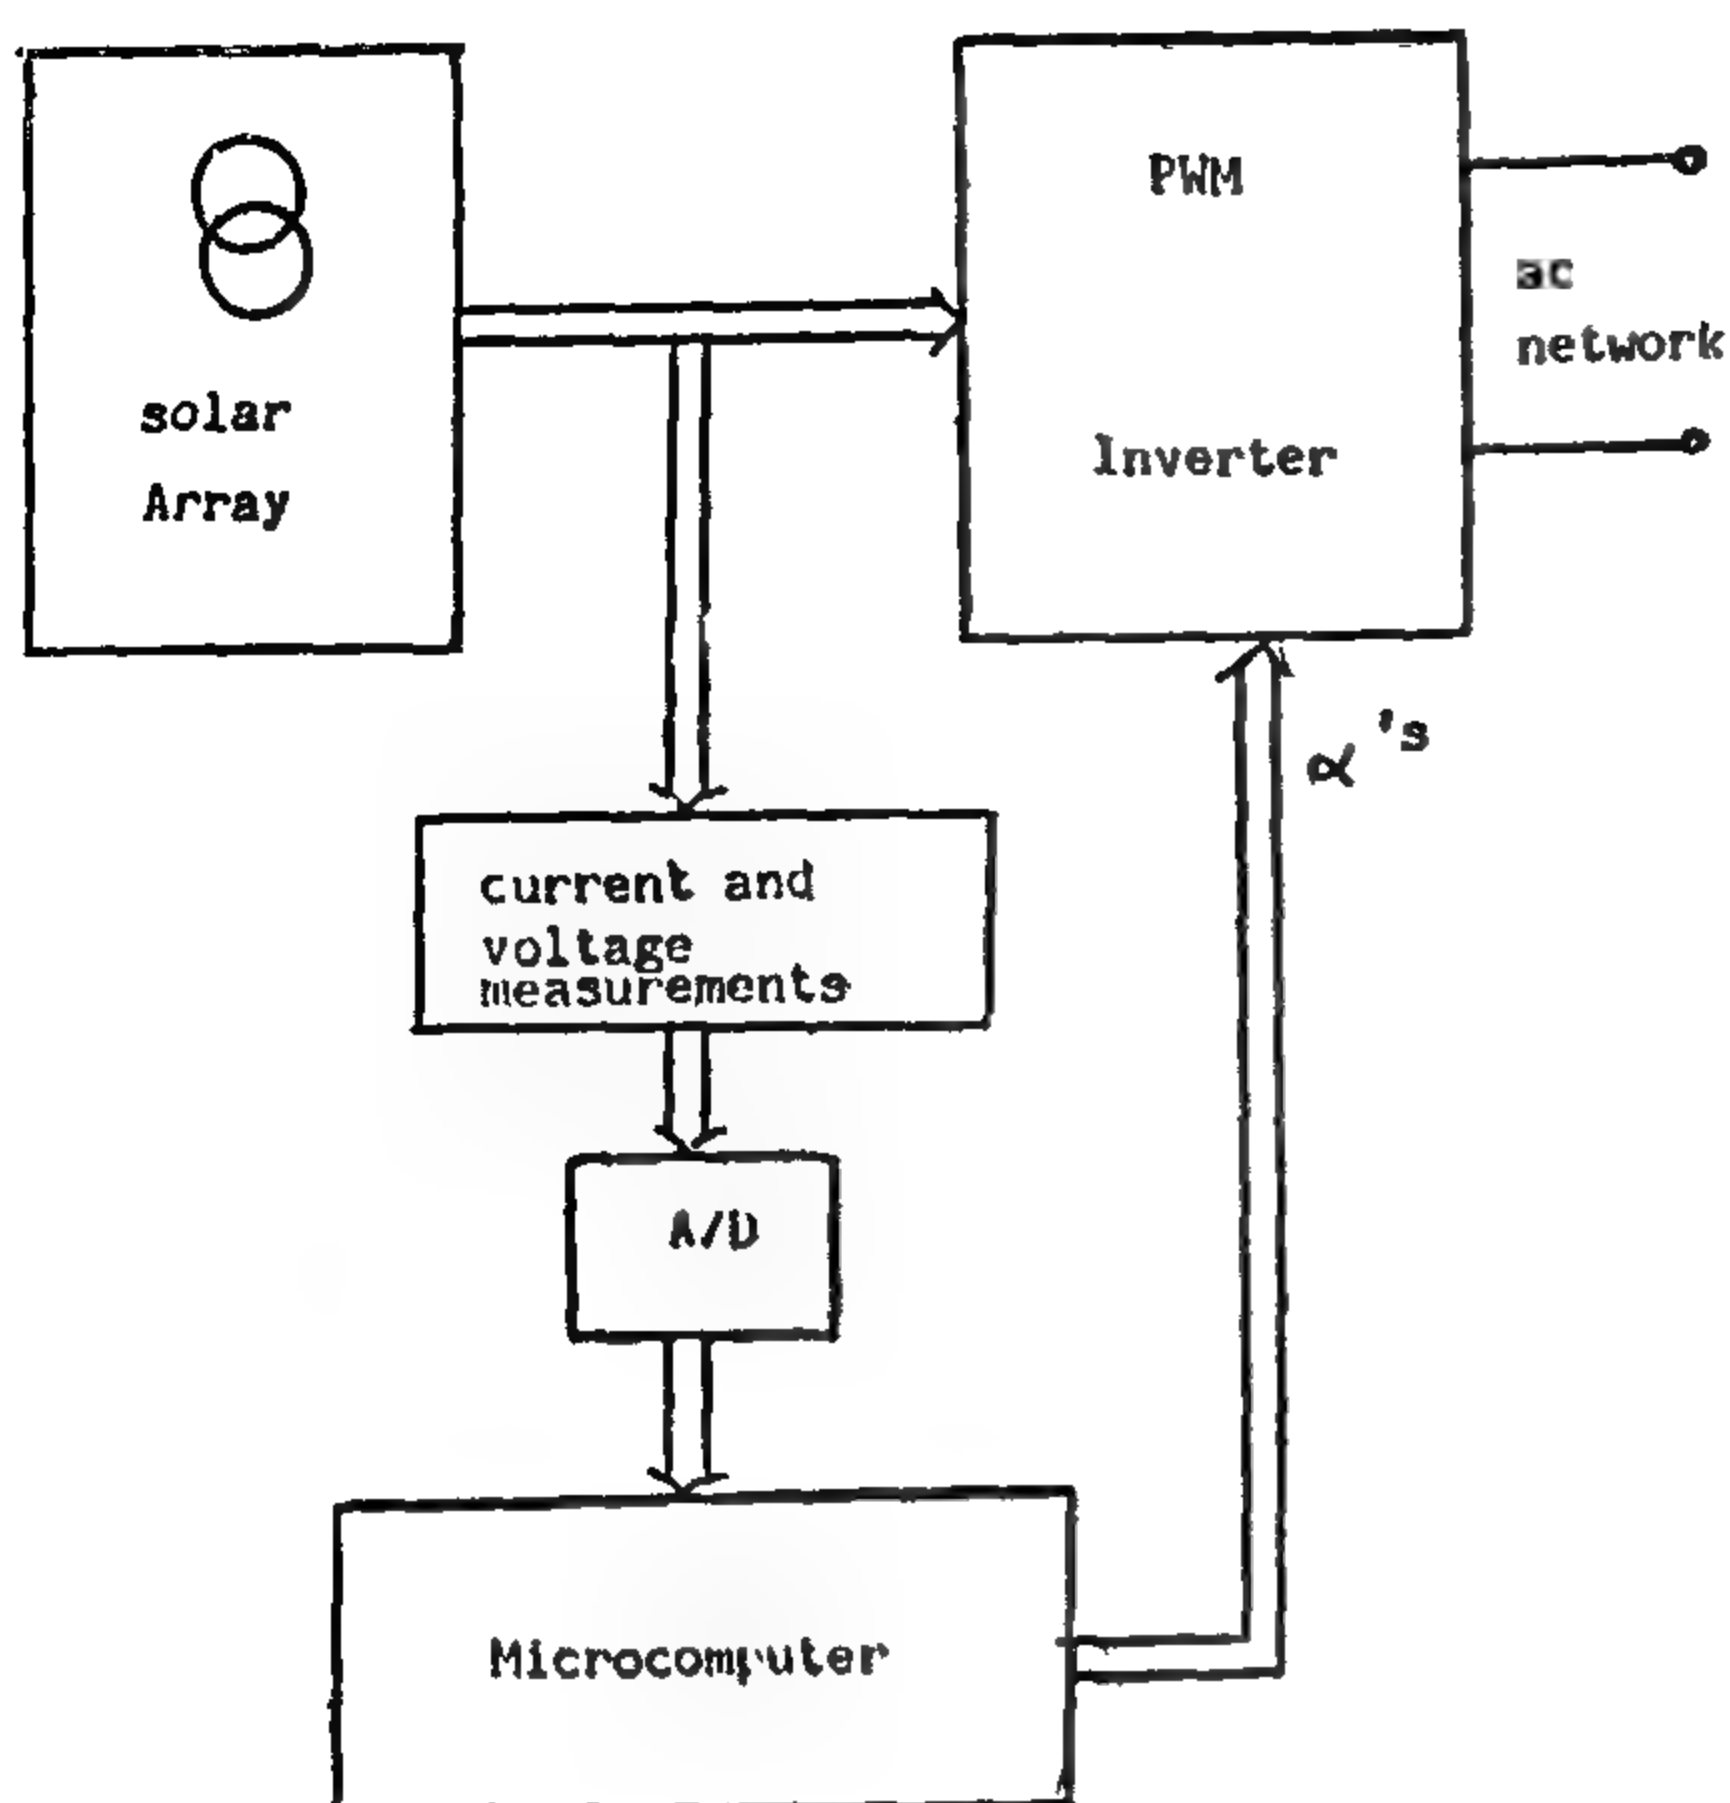 solar
Array
PWM
Inverter
ac
network
α's
current and
voltage
measurements
A/D
Microcomputer